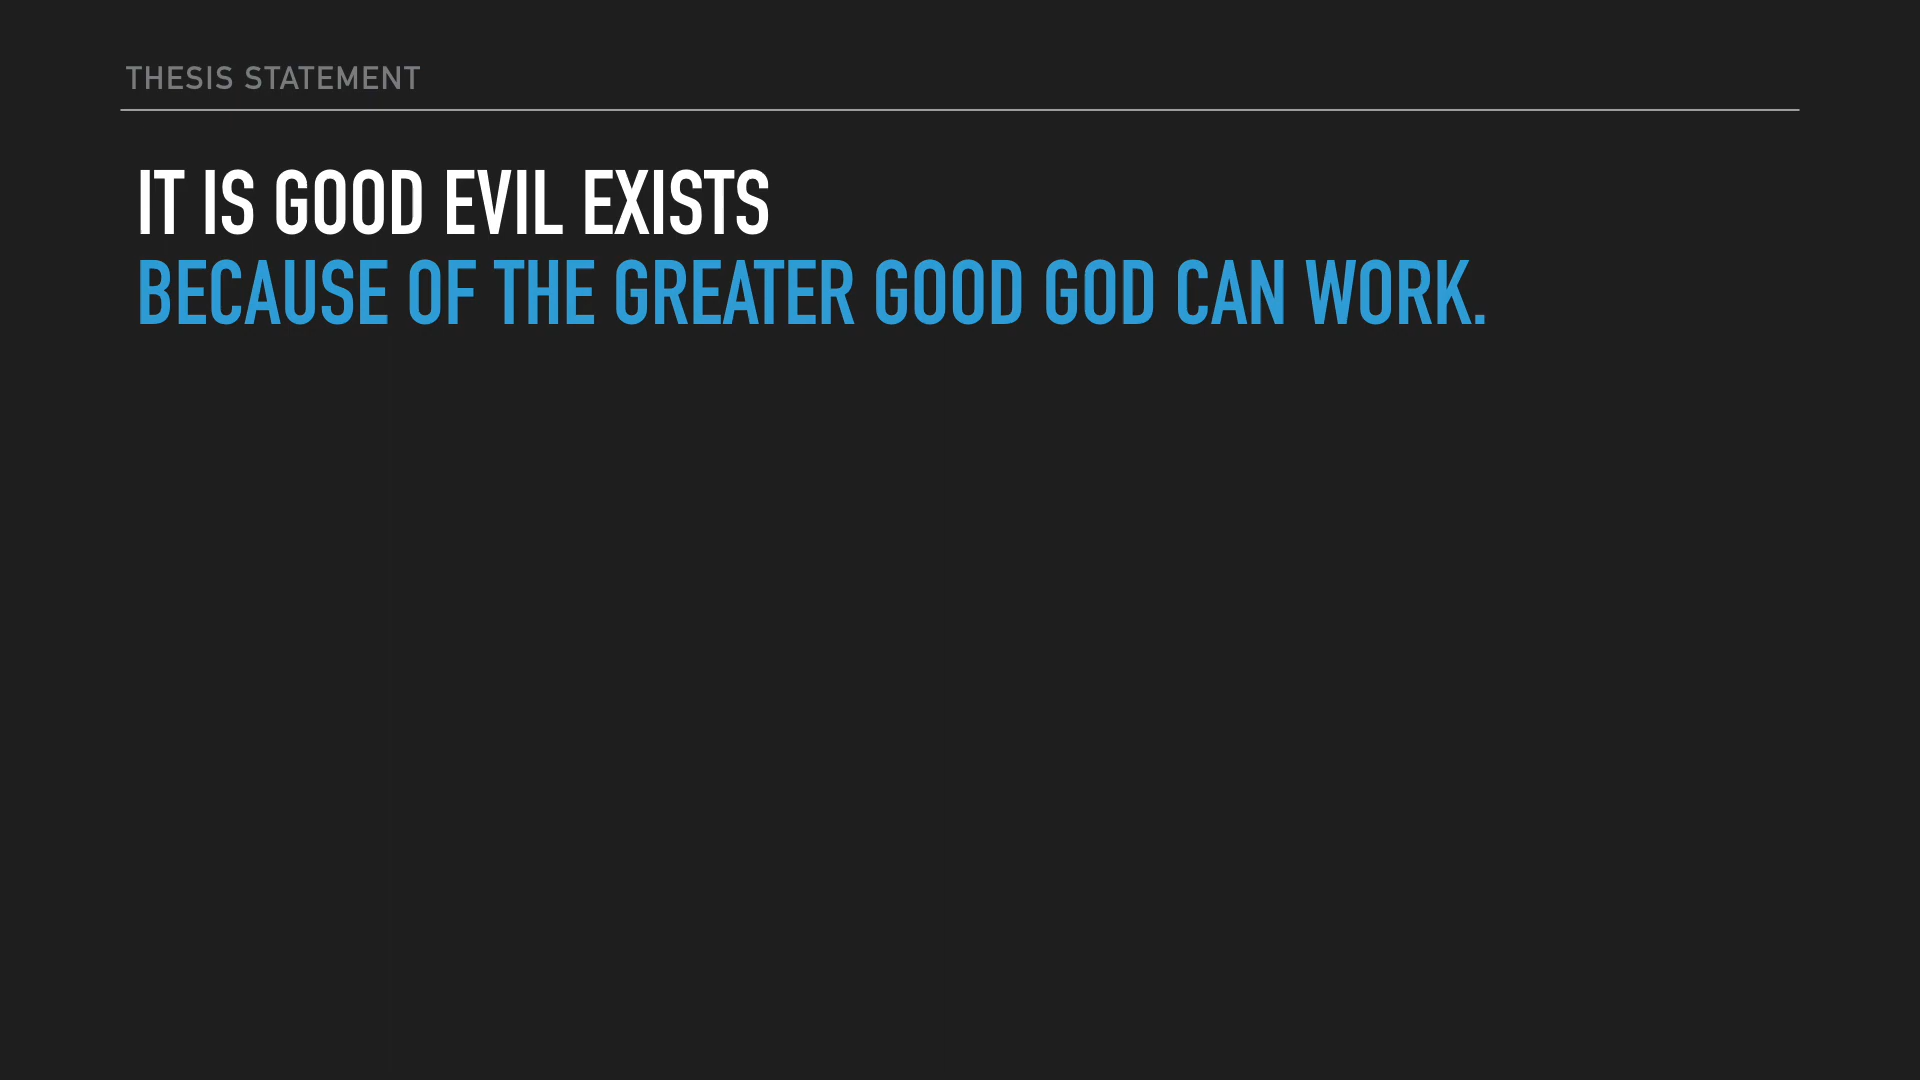 THESIS STATEMENT
IT IS GOOD EVIL EXISTS
BECAUSE OF THE GREATER GOOD GOD CAN WORK.